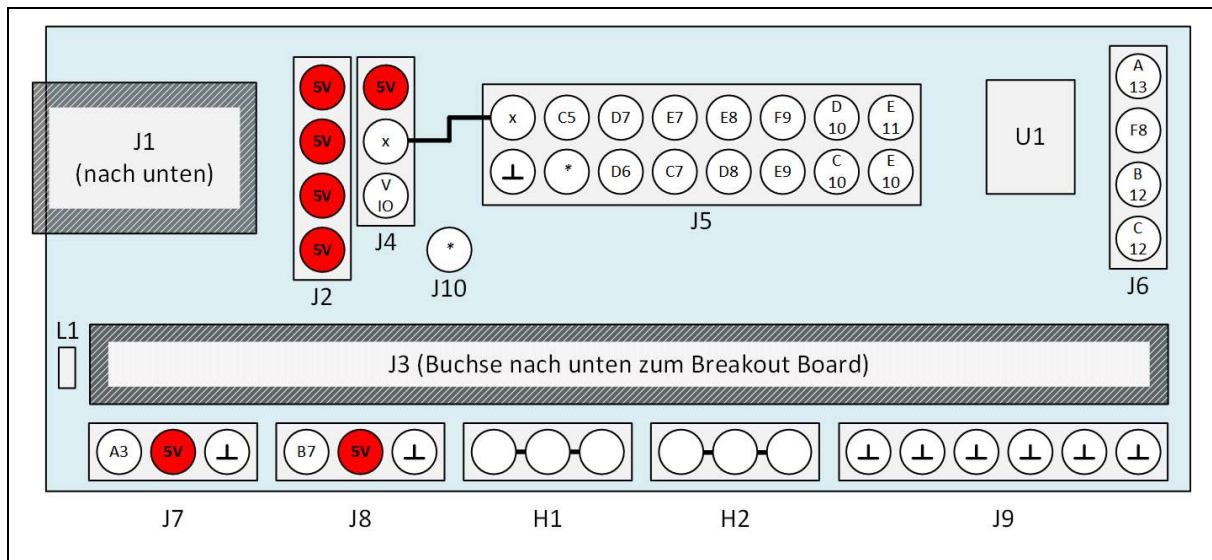 J1
(nach unten)
5V
5V
5V
5V
J2
5V
x
V
IO
J4
*
J10
x C5 D7 E7 E8 F9 D 10 E 11
⊥ * D6 C7 D8 E9 C 10 E 10
J5
U1
A
13
F8
B
12
C
12
J6
L1
J3 (Buchse nach unten zum Breakout Board)
A3 5V ⊥
J7
B7 5V ⊥
J8
H1
H2
⊥ ⊥ ⊥ ⊥ ⊥ ⊥
J9